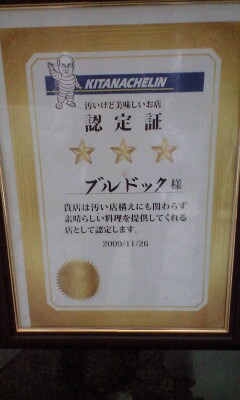 KITANACHELIN
汚いけど美味しいお店
認定証
ブルドック様
貴店は汚い店構えにも関わらず
素晴らしい料理を提供してくれる
店として認定します。
2009/11/26